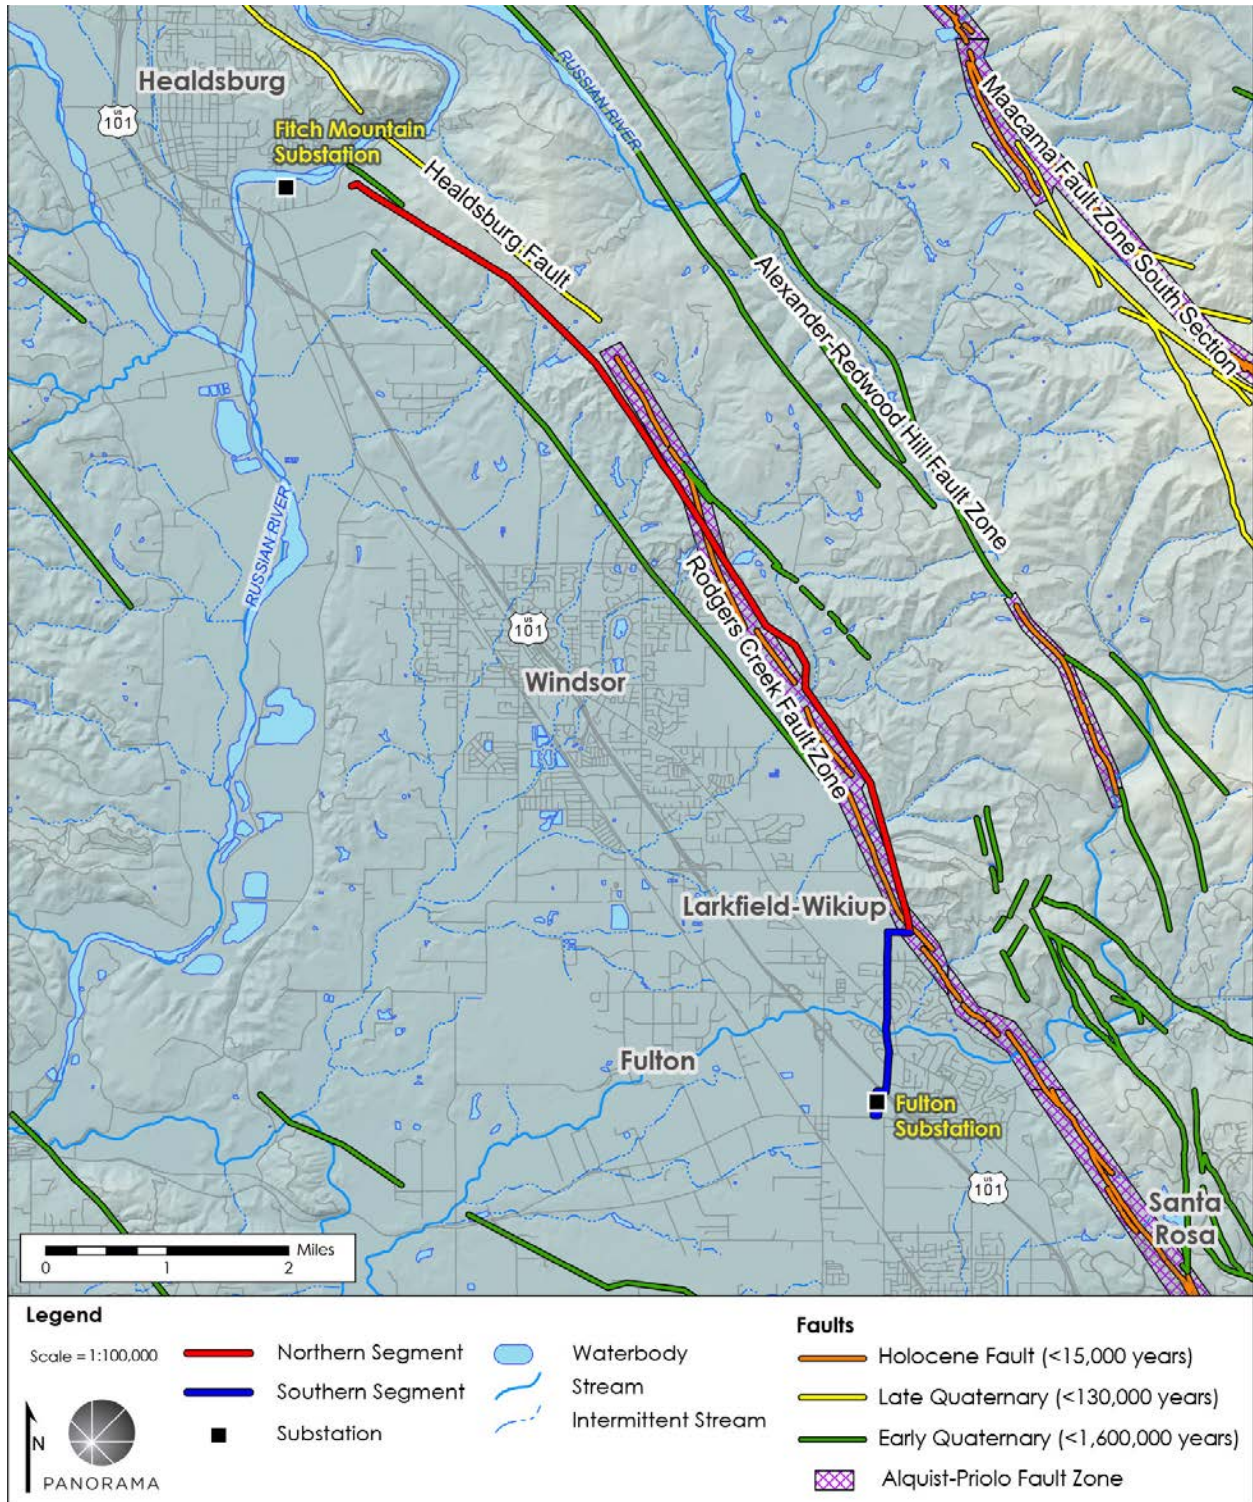 Healdsburg
US
101
Fitch Mountain
Substation
RUSSIAN RIVER
Maacama Fault Zone South Section
Healdsburg Fault
Alexander-Redwood Hill Fault Zone
RUSSIAN RIVER
US
101
Rodgers Creek Fault Zone
Windsor
Larkfield-Wikiup
Fulton
Fulton
Substation
US
101
Santa
Rosa
Miles
0 1 2
Legend
Scale = 1:100,000
Northern Segment
Southern Segment
Substation
Waterbody
Stream
Intermittent Stream
Faults
Holocene Fault (<15,000 years)
Late Quaternary (<130,000 years)
Early Quaternary (<1,600,000 years)
Alquist-Priolo Fault Zone
N
PANORAMA